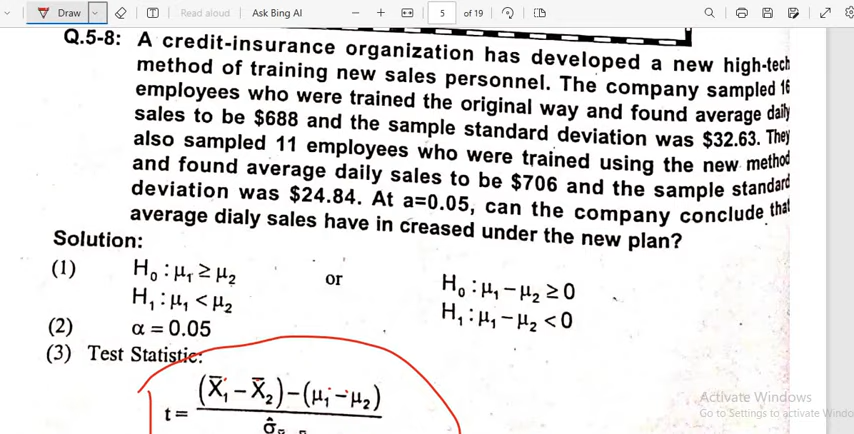 Draw
Read aloud
Ask Bing AI
5
of 19
Q.5-8: A credit-insurance organization has developed a new high-tech
method of training new sales personnel. The company sampled 16
employees who were trained the original way and found average daily
sales to be $688 and the sample standard deviation was $32.63. They
also sampled 11 employees who were trained using the new method
and found average daily sales to be $706 and the sample standard
deviation was $24.84. At a=0.05, can the company conclude that
average dialy sales have in creased under the new plan?
Solution:
(1) H₀ : μ₁ ≥ μ₂ or H₀ : μ₁ − μ₂ ≥ 0
H₁ : μ₁ < μ₂ H₁ : μ₁ − μ₂ < 0
(2) α = 0.05
(3) Test Statistic:
t = (X̄₁ − X̄₂) − (μ₁ − μ₂)
Activate Windows
Go to Settings to activate Windo